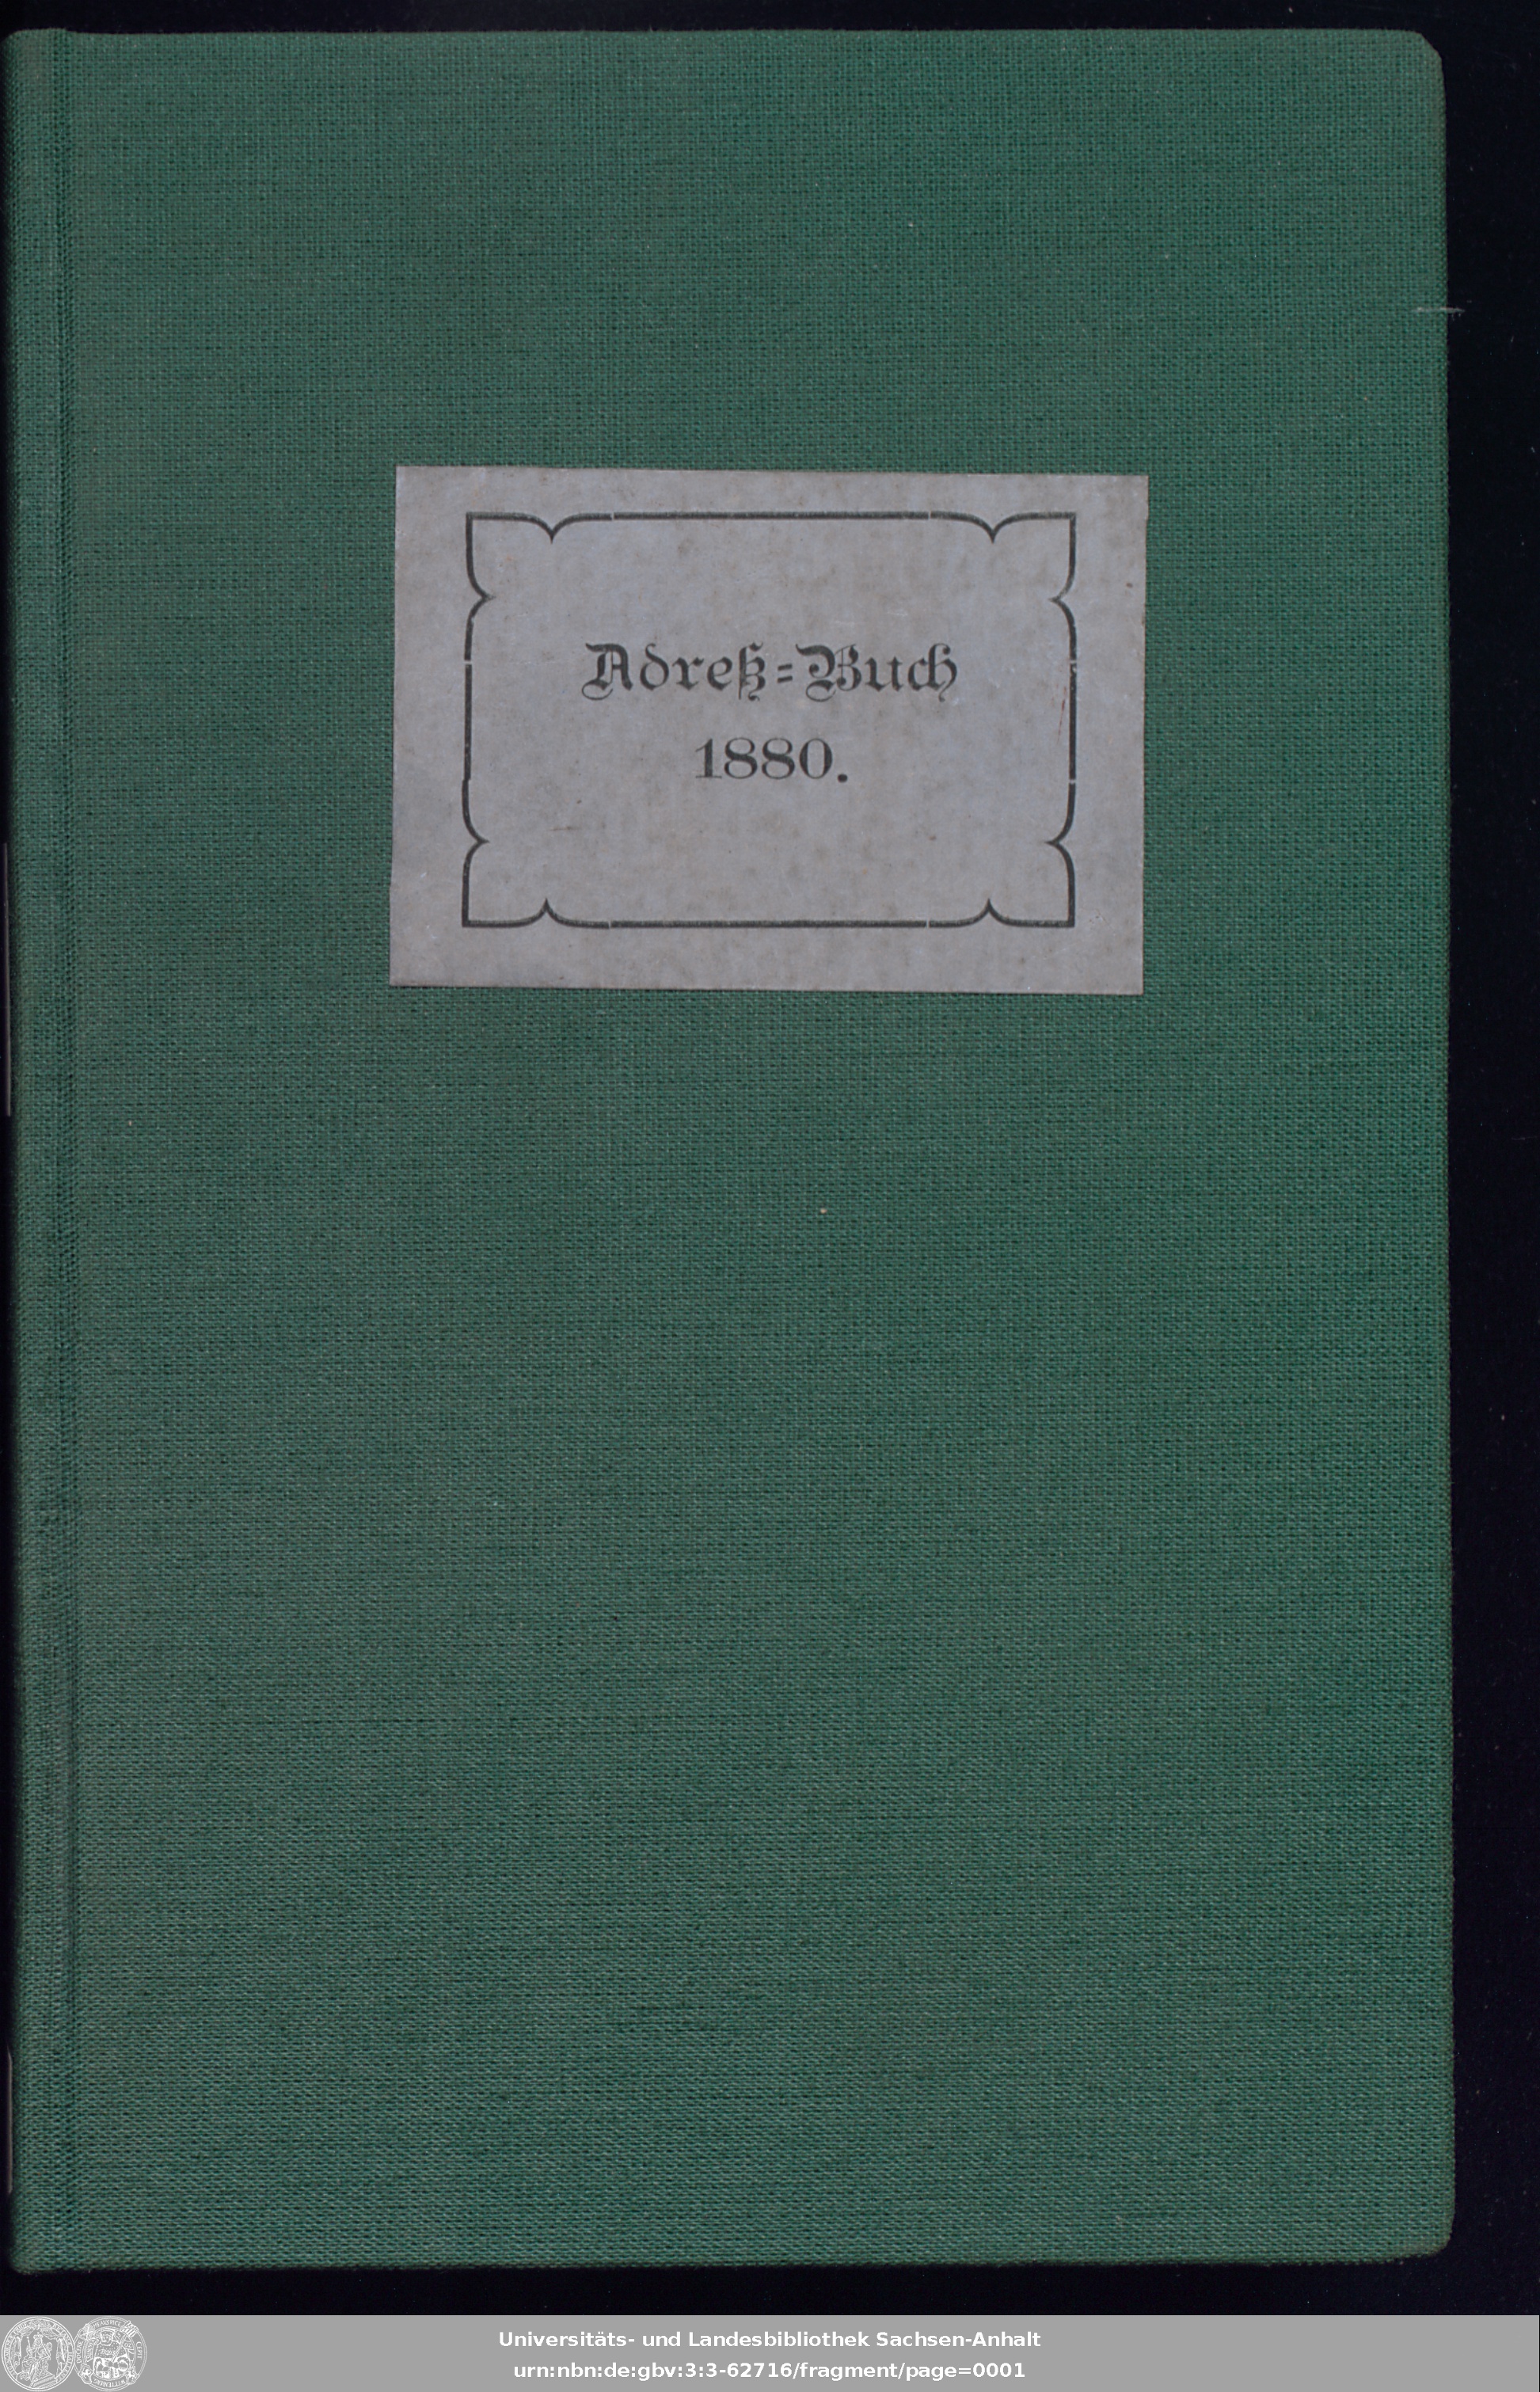 Adreß=Buch
1880.
Universitäts- und Landesbibliothek Sachsen-Anhalt
urn:nbn:de:gbv:3:3-62716/fragment/page=0001